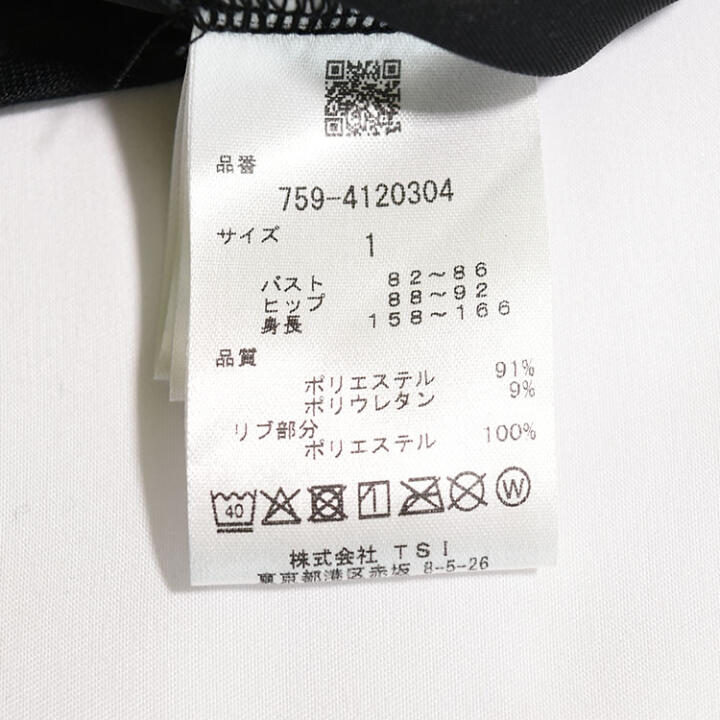 品番
759-4120304
サイズ
1
バスト 82～86
ヒップ 88～92
身長 158～166
品質
ポリエステル 91%
ポリウレタン 9%
リブ部分
ポリエステル 100%
40
W
株式会社 TSI
東京都港区赤坂 8-5-26